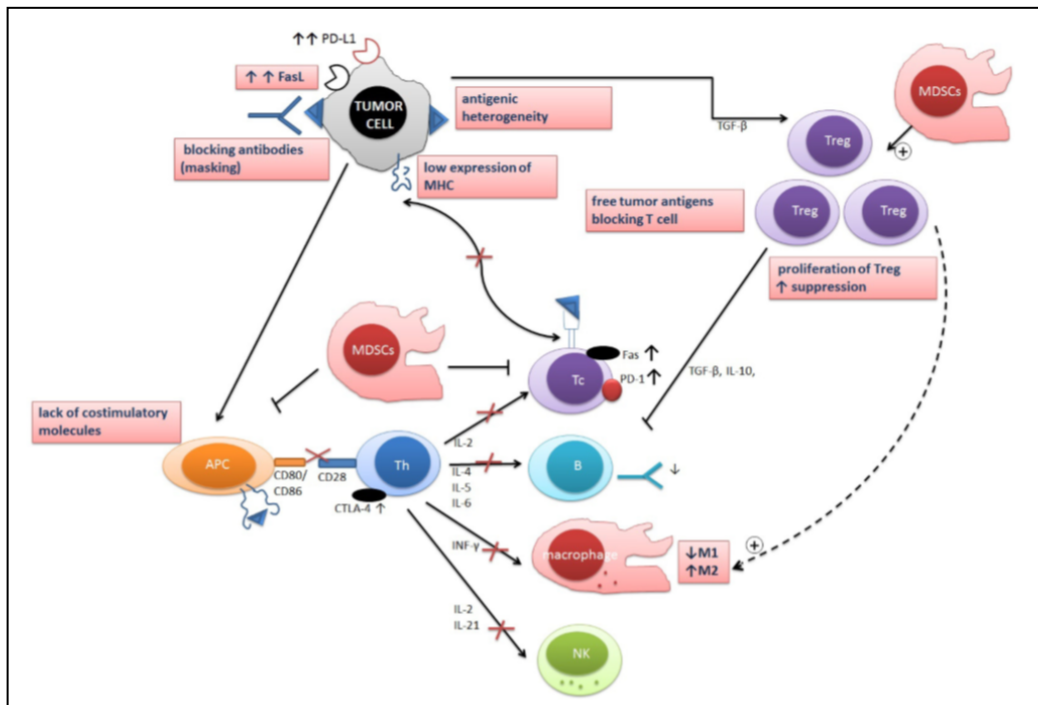 ↑↑ PD-L1
↑ ↑ FasL
TUMOR
CELL
antigenic
heterogeneity
blocking antibodies
(masking)
low expression of
MHC
TGF-β
MDSCs
Treg
+
free tumor antigens
blocking T cell
Treg
Treg
proliferation of Treg
↑ suppression
MDSCs
Tc
Fas ↑
PD-1 ↑
TGF-β, IL-10,
lack of costimulatory
molecules
APC
CD80/
CD86
CD28
Th
CTLA-4 ↑
IL-2
IL-4
IL-5
IL-6
B
↓
INF-γ
macrophage
↓M1
↑M2
+
IL-2
IL-21
NK